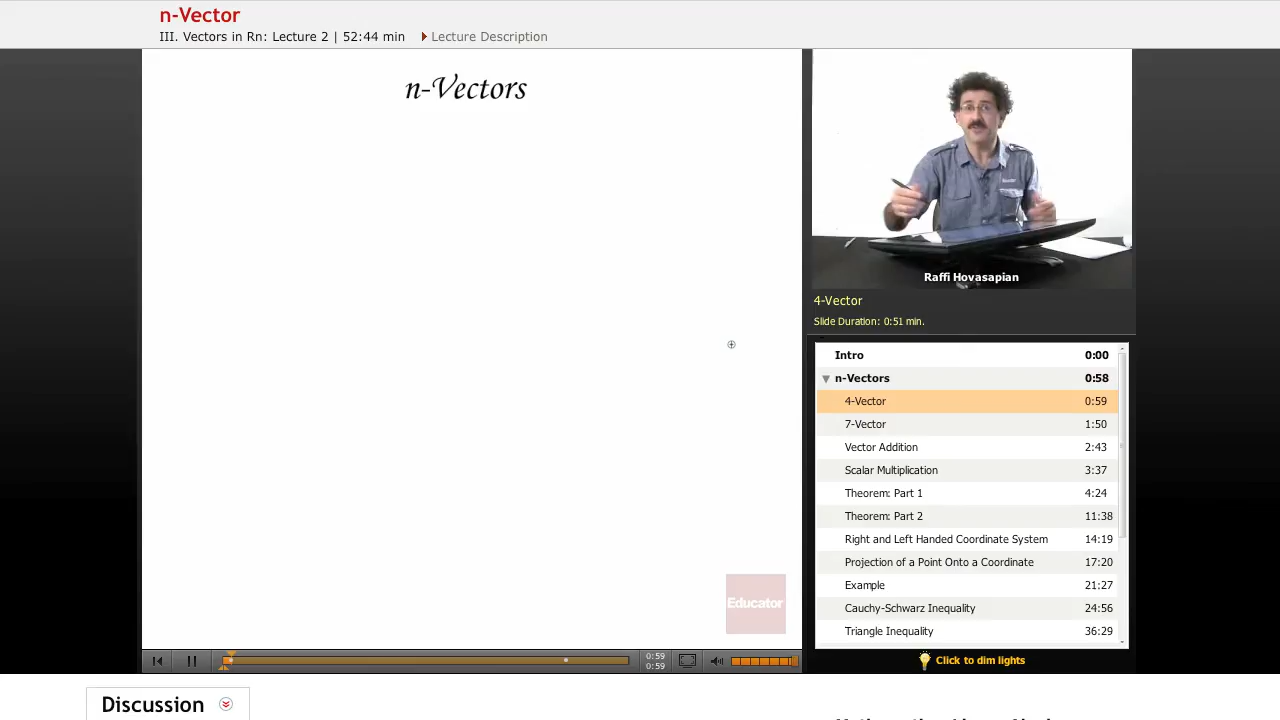 n-Vector
III. Vectors in Rn: Lecture 2 | 52:44 min Lecture Description
n-Vectors
Educator
0:59
0:59
Raffi Hovasapian
4-Vector
Slide Duration: 0:51 min.
Intro 0:00
n-Vectors 0:58
4-Vector 0:59
7-Vector 1:50
Vector Addition 2:43
Scalar Multiplication 3:37
Theorem: Part 1 4:24
Theorem: Part 2 11:38
Right and Left Handed Coordinate System 14:19
Projection of a Point Onto a Coordinate 17:20
Example 21:27
Cauchy-Schwarz Inequality 24:56
Triangle Inequality 36:29
Click to dim lights
Discussion